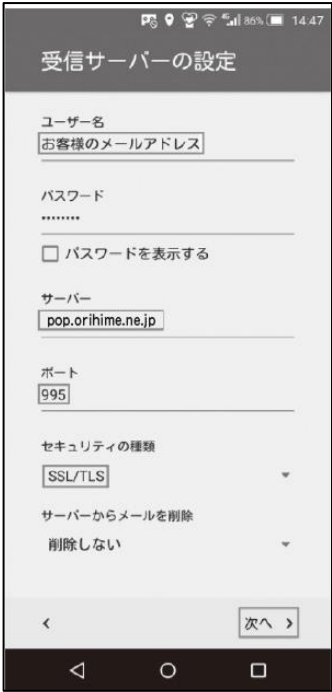 86% 14:47
受信サーバーの設定
ユーザー名
お客様のメールアドレス
パスワード
········
パスワードを表示する
サーバー
pop.orihime.ne.jp
ポート
995
セキュリティの種類
SSL/TLS
サーバーからメールを削除
削除しない
次へ